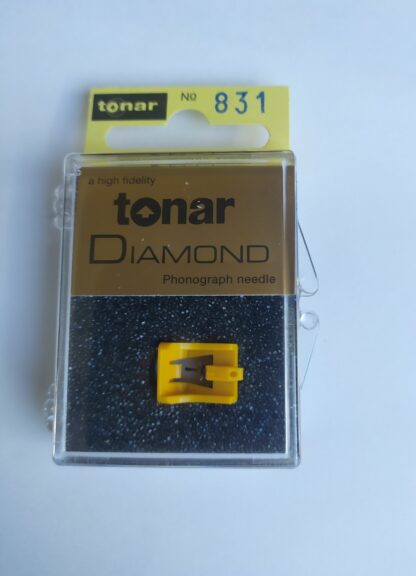 tonar No 831
a high fidelity
tonar
DIAMOND
Phonograph needle